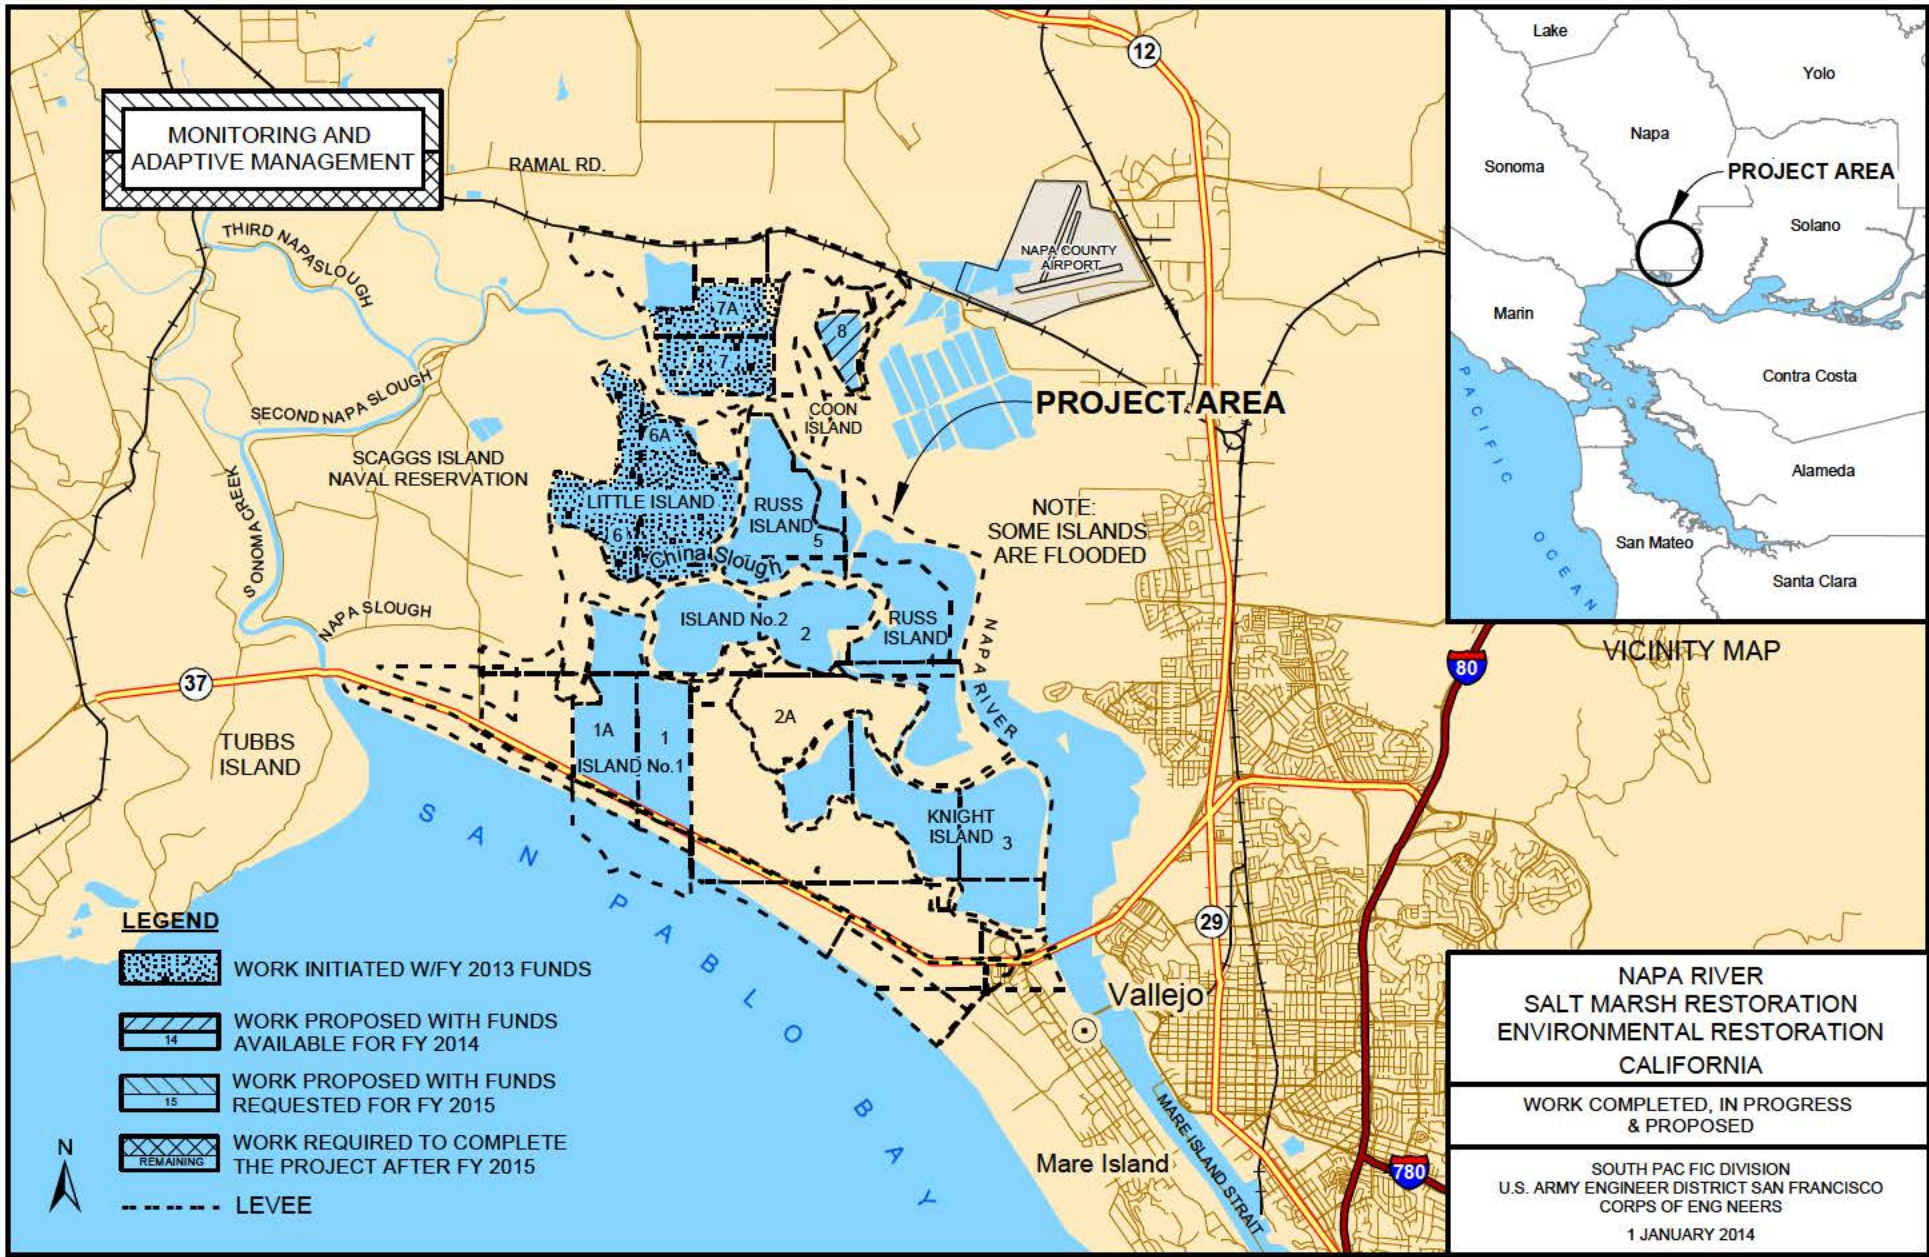 MONITORING AND
ADAPTIVE MANAGEMENT
RAMAL RD.
12
THIRD NAPA SLOUGH
NAPA COUNTY
AIRPORT
7A
8
7
SECOND NAPA SLOUGH
COON
ISLAND
PROJECT AREA
6A
SCAGGS ISLAND
NAVAL RESERVATION
LITTLE ISLAND
RUSS
ISLAND
5
6
China Slough
NOTE:
SOME ISLANDS
ARE FLOODED
SONOMA CREEK
NAPA SLOUGH
ISLAND No.2
2
RUSS
ISLAND
NAPA RIVER
37
TUBBS
ISLAND
1A
1
ISLAND No.1
2A
KNIGHT
ISLAND
3
SAN PABLO BAY
29
80
780
Vallejo
Mare Island
MARE ISLAND STRAIT
LEGEND
WORK INITIATED W/FY 2013 FUNDS
14
WORK PROPOSED WITH FUNDS
AVAILABLE FOR FY 2014
15
WORK PROPOSED WITH FUNDS
REQUESTED FOR FY 2015
REMAINING
WORK REQUIRED TO COMPLETE
THE PROJECT AFTER FY 2015
LEVEE
N
Lake
Yolo
Napa
Sonoma
PROJECT AREA
Solano
Marin
Contra Costa
PACIFIC OCEAN
Alameda
San Mateo
Santa Clara
VICINITY MAP
NAPA RIVER
SALT MARSH RESTORATION
ENVIRONMENTAL RESTORATION
CALIFORNIA
WORK COMPLETED, IN PROGRESS
& PROPOSED
SOUTH PAC FIC DIVISION
U.S. ARMY ENGINEER DISTRICT SAN FRANCISCO
CORPS OF ENG NEERS
1 JANUARY 2014